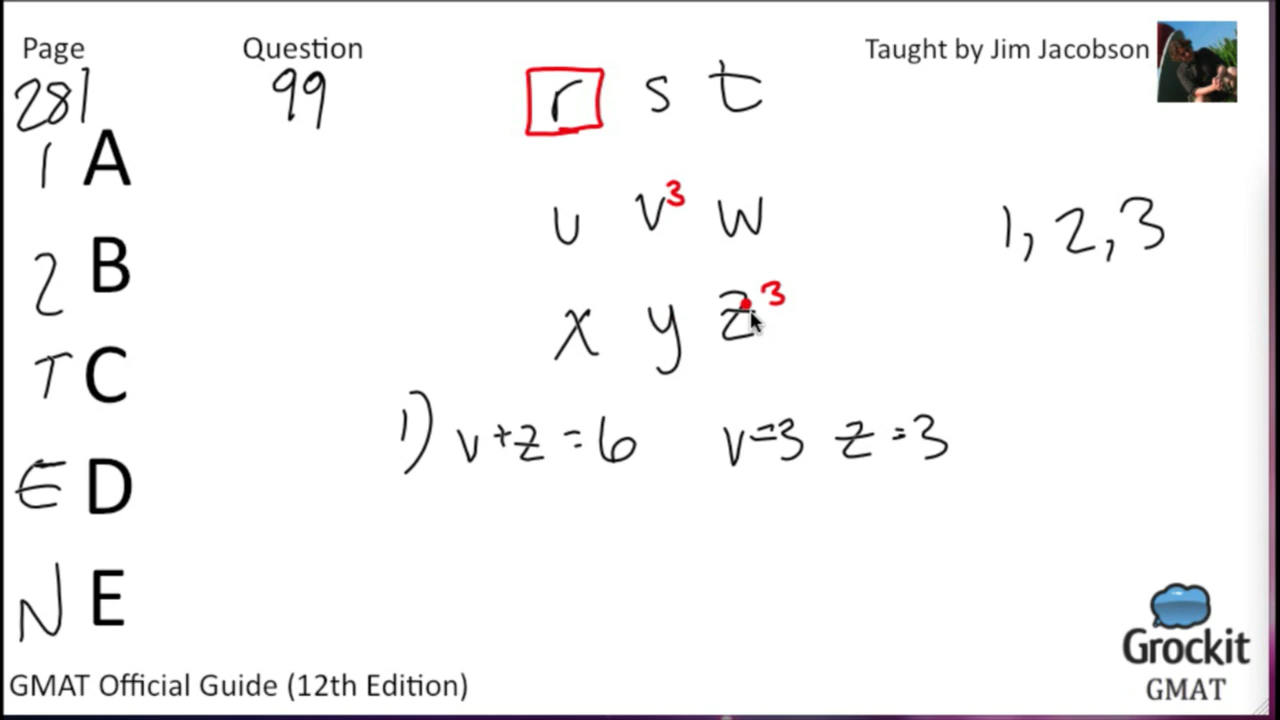 Page Question Taught by Jim Jacobson
281 99 r s t
1 A
u v³ w 1, 2, 3
2 B
x y z³
T C
1) v+z=6 v=3 z=3
E D
N E
Grockit
GMAT
GMAT Official Guide (12th Edition)